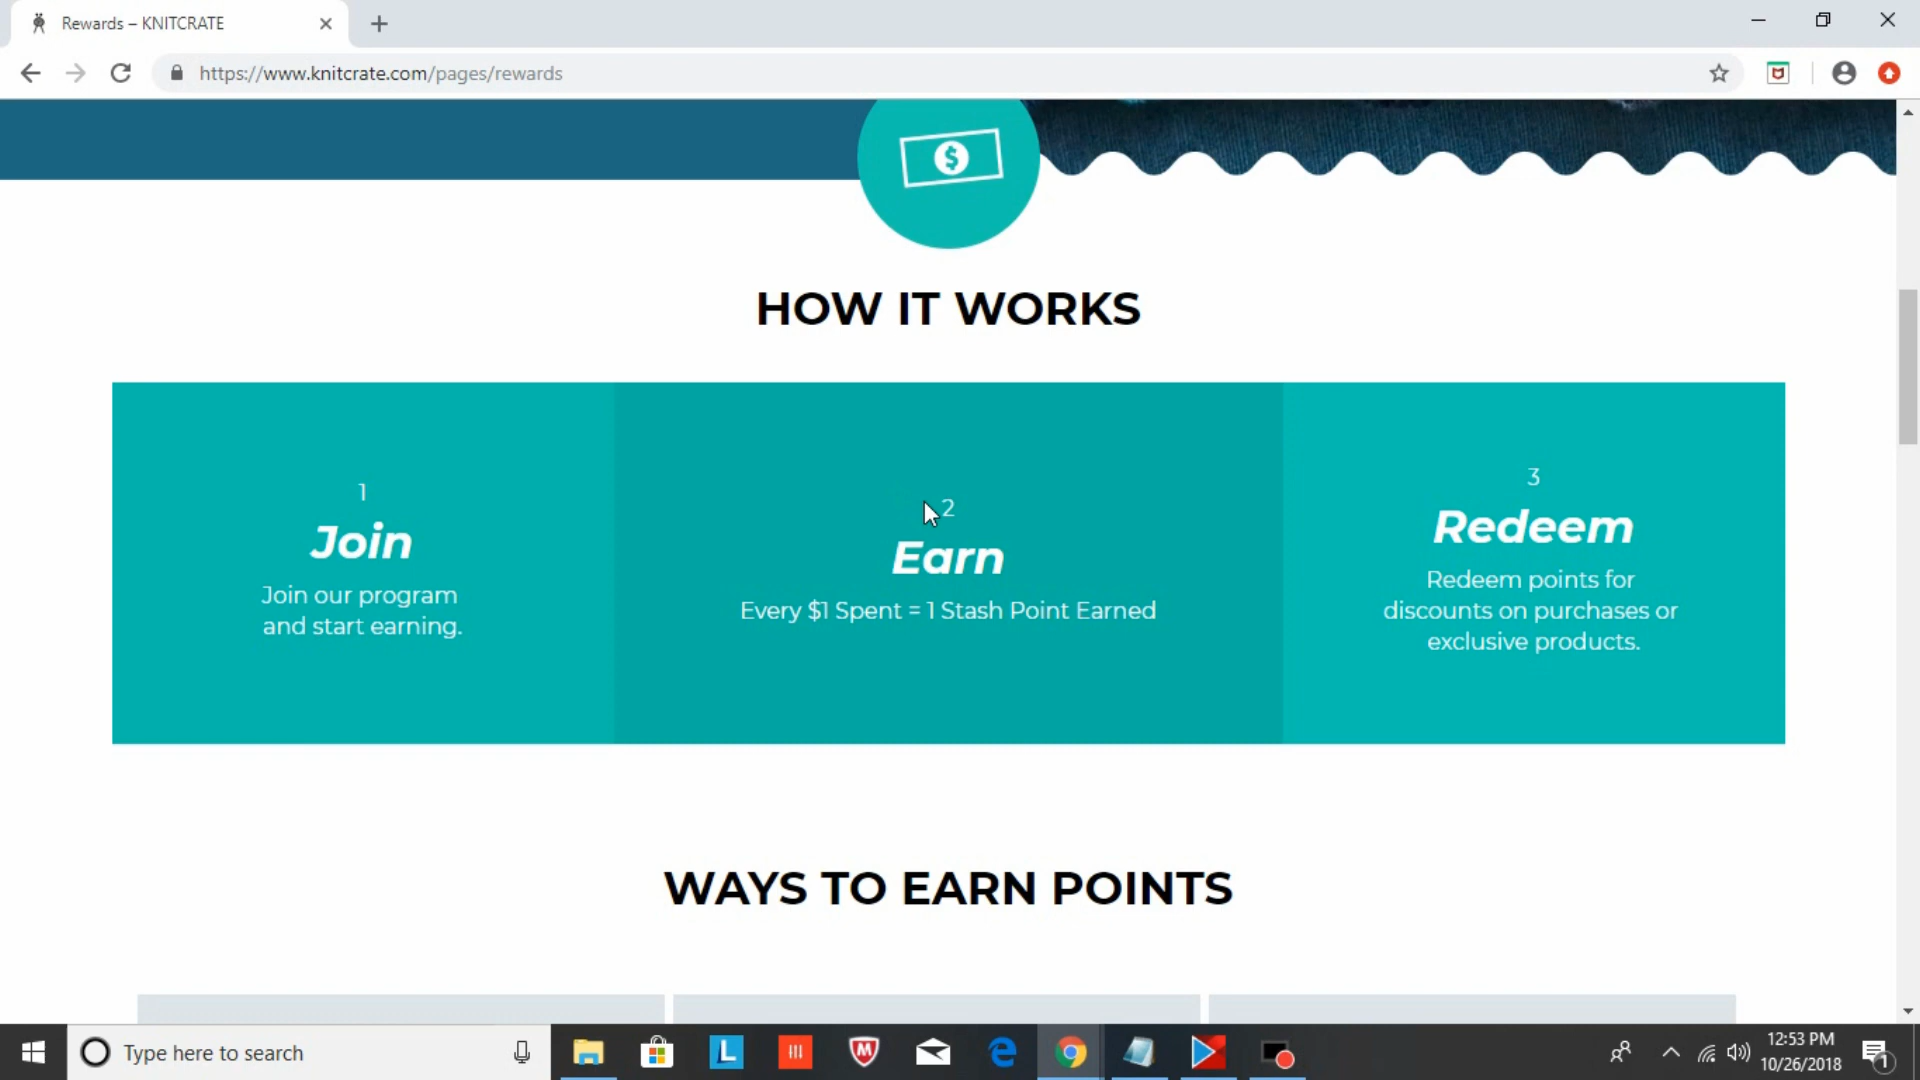 Rewards – KNITCRATE
https://www.knitcrate.com/pages/rewards
$
HOW IT WORKS
1
Join
Join our program
and start earning.
2
Earn
Every $1 Spent = 1 Stash Point Earned
3
Redeem
Redeem points for
discounts on purchases or
exclusive products.
WAYS TO EARN POINTS
Type here to search
L
12:53 PM
10/26/2018
1